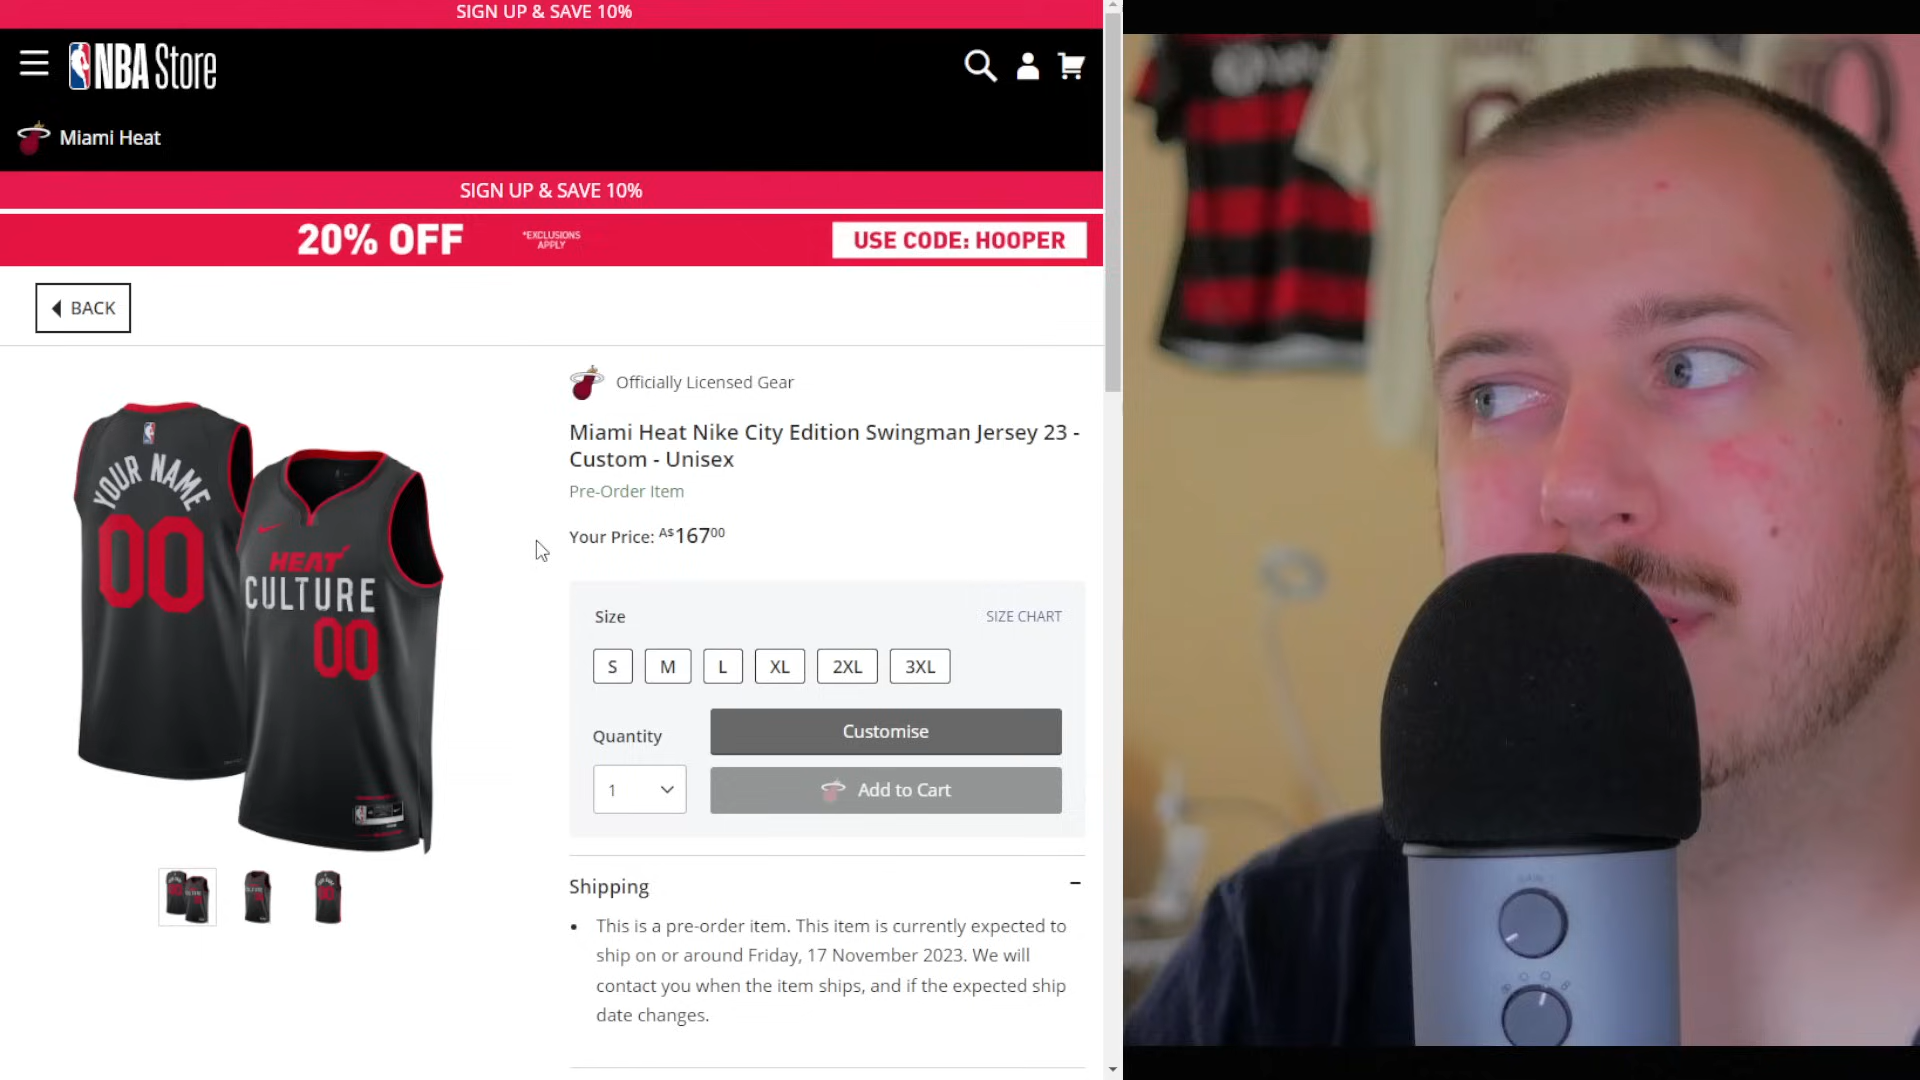 SIGN UP & SAVE 10%
NBA Store
Miami Heat
SIGN UP & SAVE 10%
20% OFF
*EXCLUSIONS
APPLY
USE CODE: HOOPER
BACK
Officially Licensed Gear
Miami Heat Nike City Edition Swingman Jersey 23 -
Custom - Unisex
Pre-Order Item
Your Price: A$167.00
YOUR NAME
00
HEAT
CULTURE
00
Size
SIZE CHART
S
M
L
XL
2XL
3XL
Quantity
Customise
1
Add to Cart
Shipping
This is a pre-order item. This item is currently expected to
ship on or around Friday, 17 November 2023. We will
contact you when the item ships, and if the expected ship
date changes.
GAIN